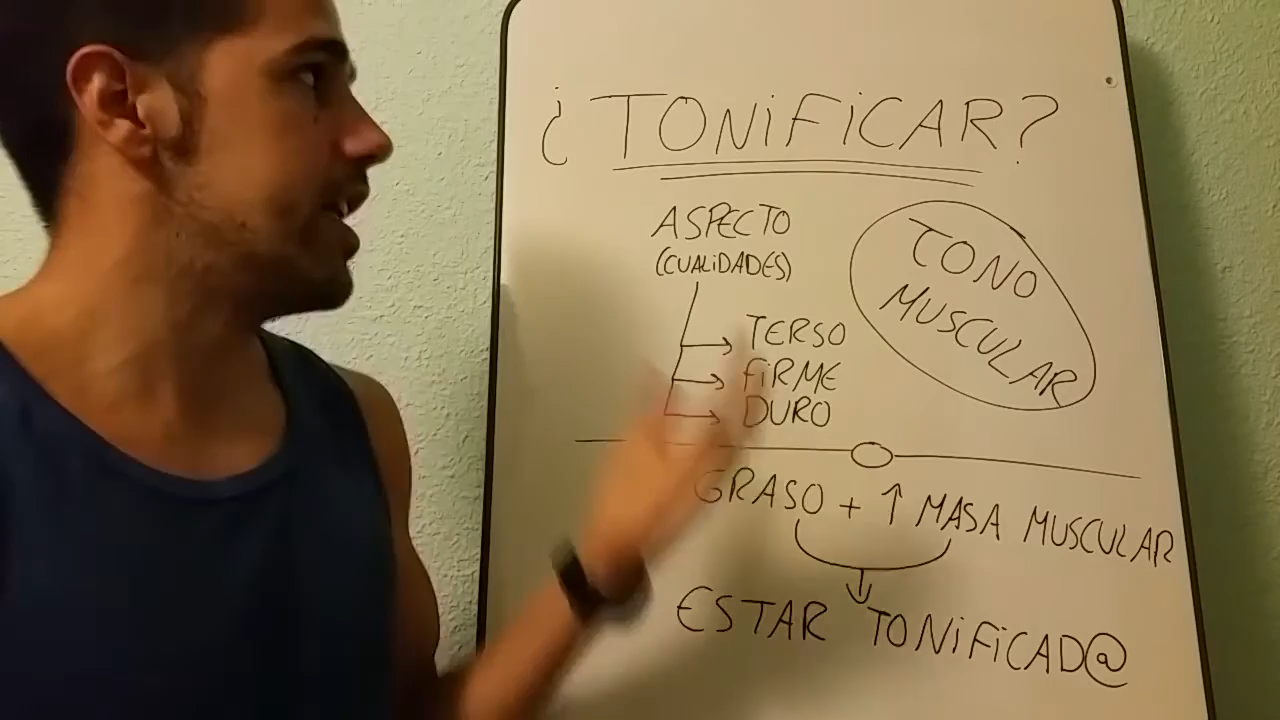 ¿TONiFiCAR?
ASPECTO
(CUALiDADES)
TERSO
FiRME
DURO
TONO
MUSCULAR
GRASO + ↑ MASA MUSCULAR
ESTAR TONiFiCAD@